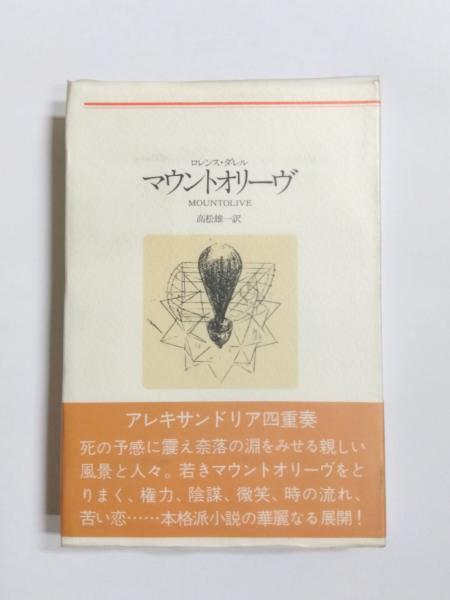 ロレンス・ダレル
マウントオリーヴ
MOUNTOLIVE
高松雄一訳
アレキサンドリア四重奏
死の予感に震え奈落の淵をみせる親しい
風景と人々。若きマウントオリーヴをと
りまく、権力、陰謀、微笑、時の流れ、
苦い恋……本格派小説の華麗なる展開!